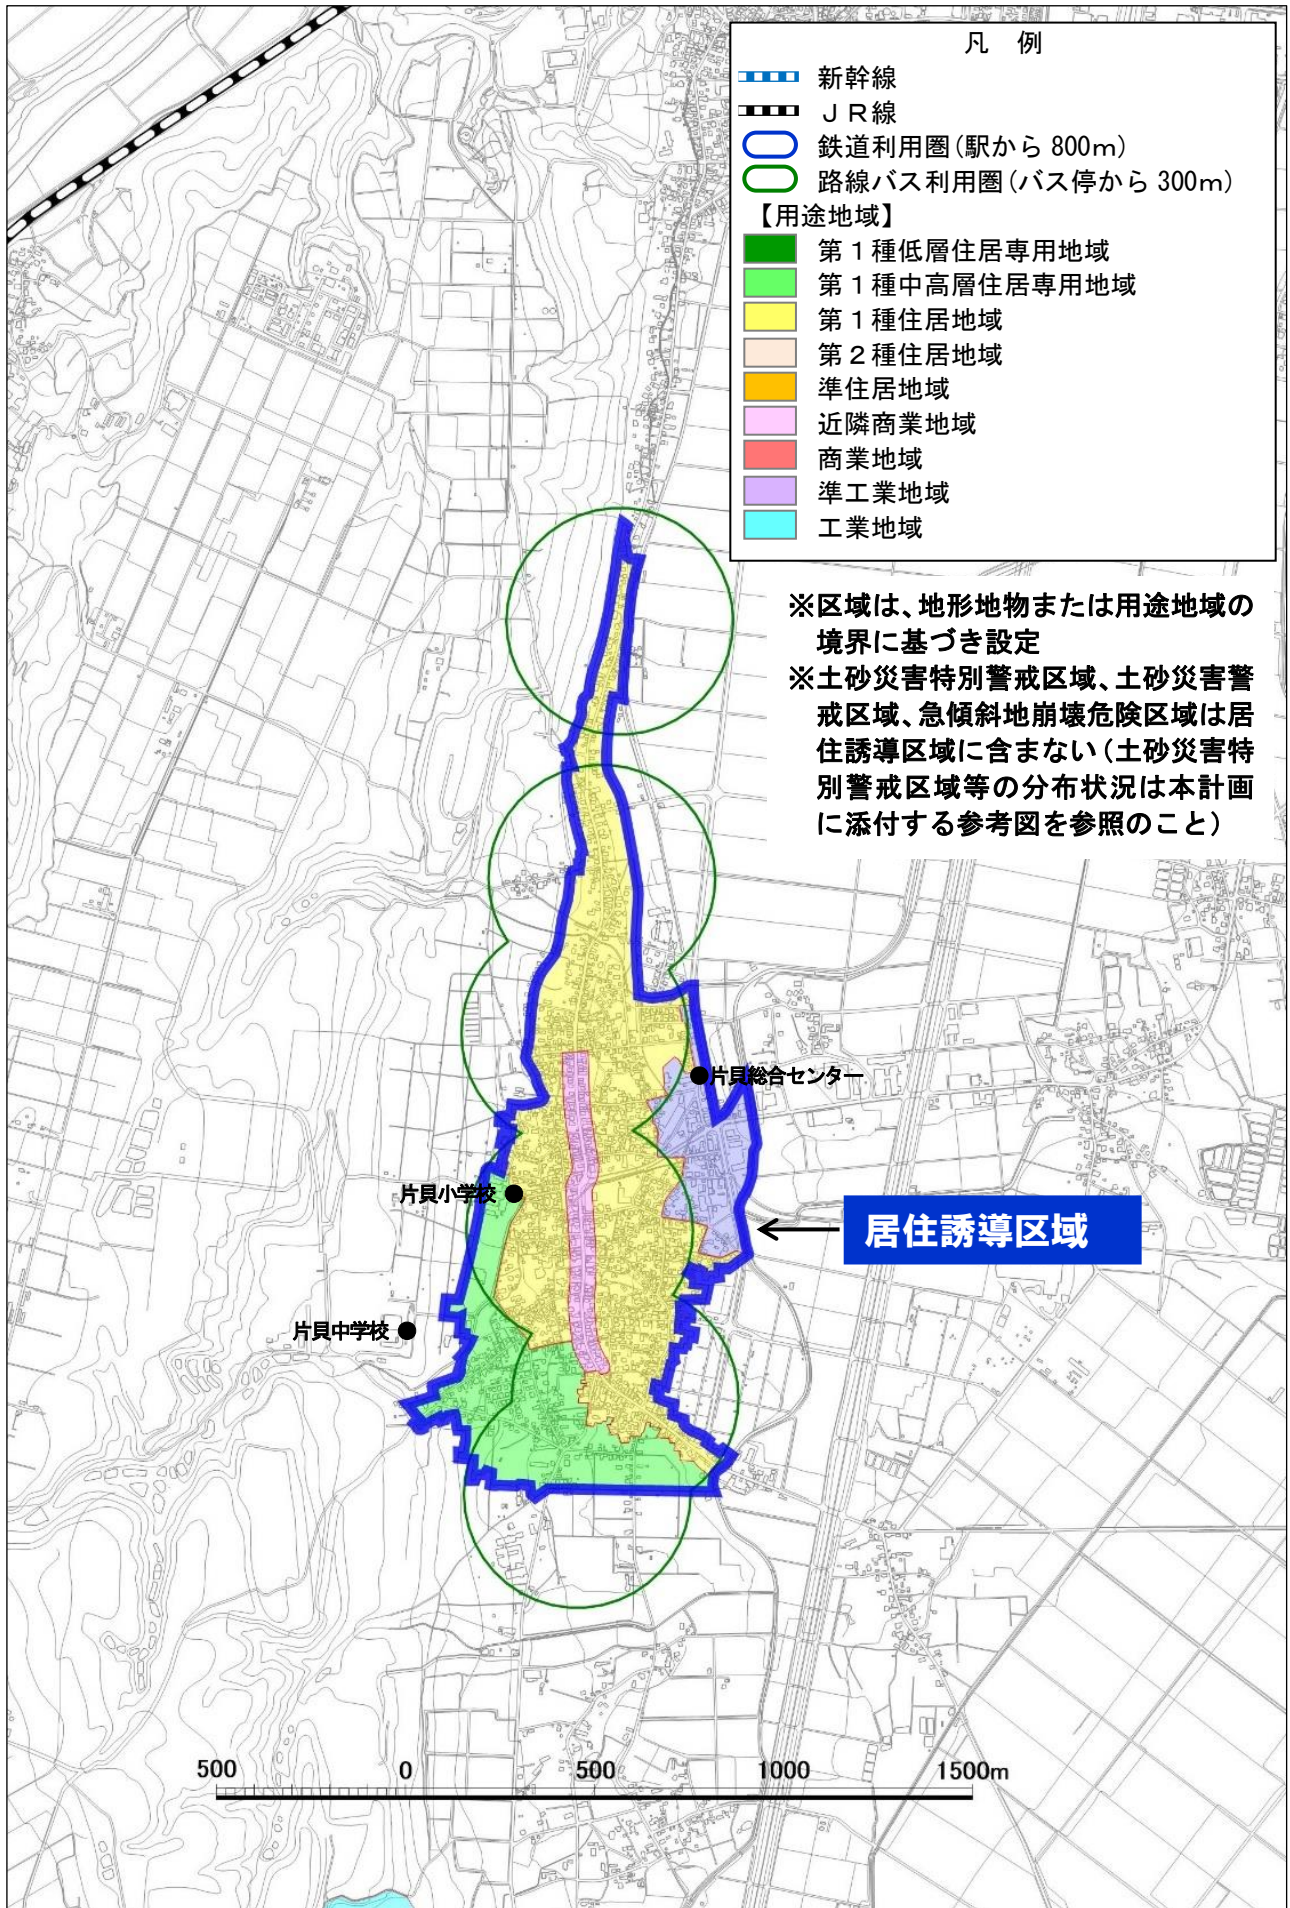 凡 例
新幹線
ＪＲ線
鉄道利用圏（駅から 800ｍ）
路線バス利用圏（バス停から 300ｍ）
【用途地域】
第１種低層住居専用地域
第１種中高層住居専用地域
第１種住居地域
第２種住居地域
準住居地域
近隣商業地域
商業地域
準工業地域
工業地域
※区域は、地形地物または用途地域の
境界に基づき設定
※土砂災害特別警戒区域、土砂災害警
戒区域、急傾斜地崩壊危険区域は居
住誘導区域に含まない（土砂災害特
別警戒区域等の分布状況は本計画
に添付する参考図を参照のこと）
片貝総合センター
片貝小学校
居住誘導区域
片貝中学校
500 0 500 1000 1500m